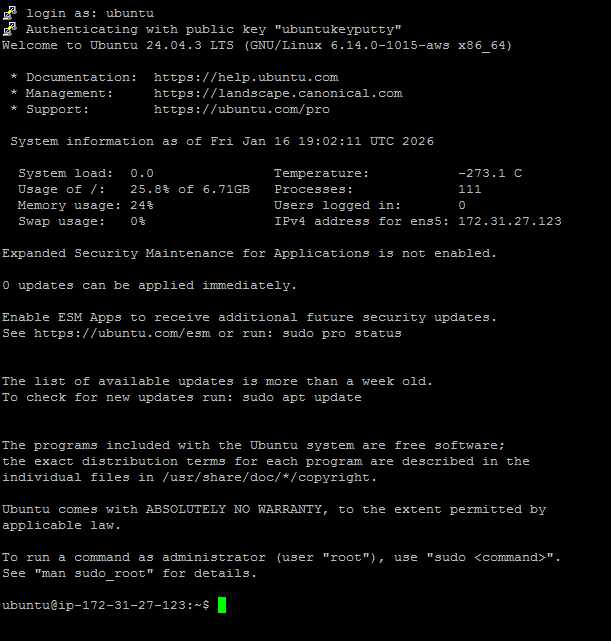 login as: ubuntu
Authenticating with public key "ubuntukeyputty"
Welcome to Ubuntu 24.04.3 LTS (GNU/Linux 6.14.0-1015-aws x86_64)
* Documentation:  https://help.ubuntu.com
* Management:     https://landscape.canonical.com
* Support:        https://ubuntu.com/pro
System information as of Fri Jan 16 19:02:11 UTC 2026
System load:  0.0               Temperature:           -273.1 C
Usage of /:   25.8% of 6.71GB   Processes:             111
Memory usage: 24%               Users logged in:       0
Swap usage:   0%                IPv4 address for ens5: 172.31.27.123
Expanded Security Maintenance for Applications is not enabled.
0 updates can be applied immediately.
Enable ESM Apps to receive additional future security updates.
See https://ubuntu.com/esm or run: sudo pro status
The list of available updates is more than a week old.
To check for new updates run: sudo apt update
The programs included with the Ubuntu system are free software;
the exact distribution terms for each program are described in the
individual files in /usr/share/doc/*/copyright.
Ubuntu comes with ABSOLUTELY NO WARRANTY, to the extent permitted by
applicable law.
To run a command as administrator (user "root"), use "sudo <command>".
See "man sudo_root" for details.
ubuntu@ip-172-31-27-123:~$